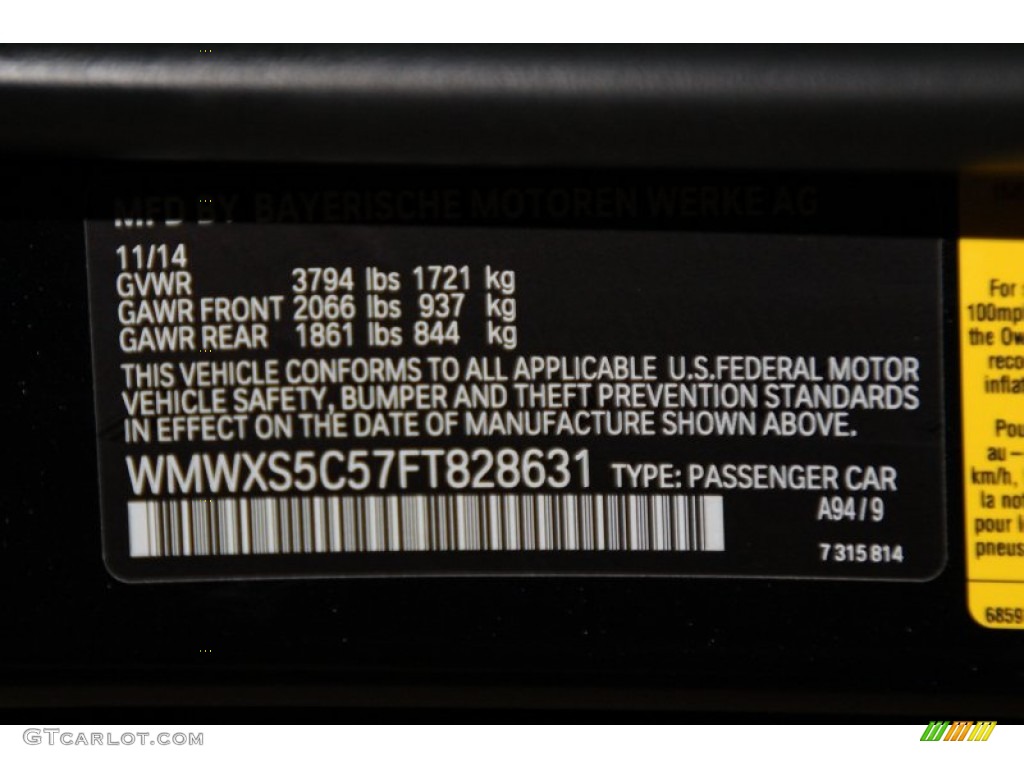 MFD BY BAYERISCHE MOTOREN WERKE AG
11/14
GVWR 3794 lbs 1721 kg
GAWR FRONT 2066 lbs 937 kg
GAWR REAR 1861 lbs 844 kg
THIS VEHICLE CONFORMS TO ALL APPLICABLE U.S.FEDERAL MOTOR
VEHICLE SAFETY, BUMPER AND THEFT PREVENTION STANDARDS
IN EFFECT ON THE DATE OF MANUFACTURE SHOWN ABOVE.
WMWXS5C57FT828631 TYPE: PASSENGER CAR
A94/9
7 315 814
For
100mp
the Ow
reco
inflat
Pou
au –
km/h,
la not
pour l
pneus
6859
GTCARLOT.COM